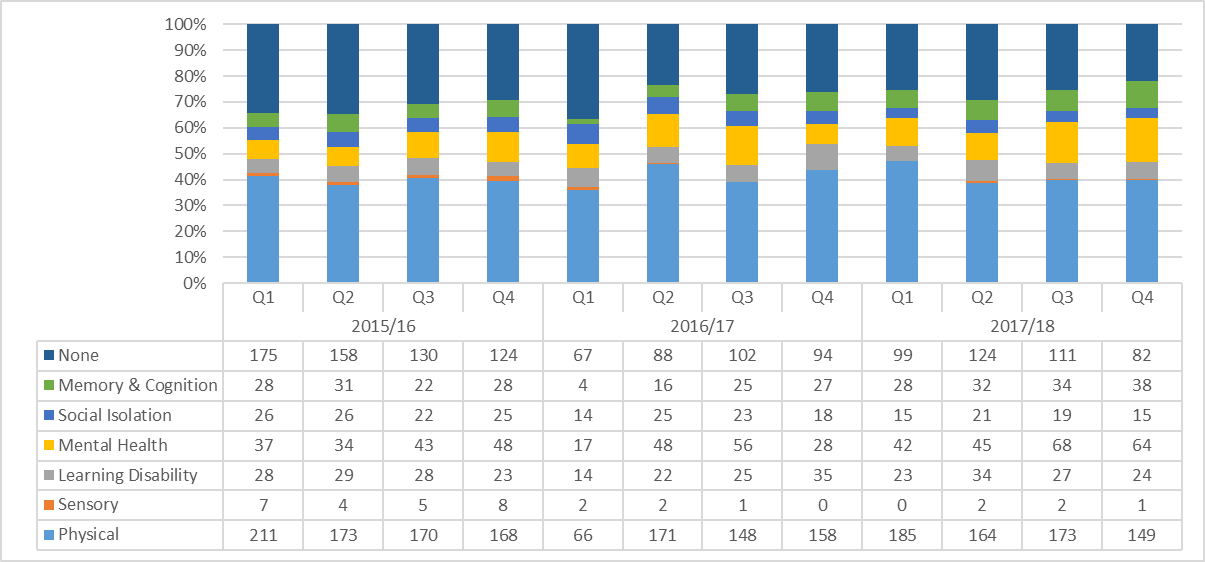 100%
90%
80%
70%
60%
50%
40%
30%
20%
10%
0%
Q1 Q2 Q3 Q4 Q1 Q2 Q3 Q4 Q1 Q2 Q3 Q4
2015/16 2016/17 2017/18
None 175 158 130 124 67 88 102 94 99 124 111 82
Memory & Cognition 28 31 22 28 4 16 25 27 28 32 34 38
Social Isolation 26 26 22 25 14 25 23 18 15 21 19 15
Mental Health 37 34 43 48 17 48 56 28 42 45 68 64
Learning Disability 28 29 28 23 14 22 25 35 23 34 27 24
Sensory 7 4 5 8 2 2 1 0 0 2 2 1
Physical 211 173 170 168 66 171 148 158 185 164 173 149